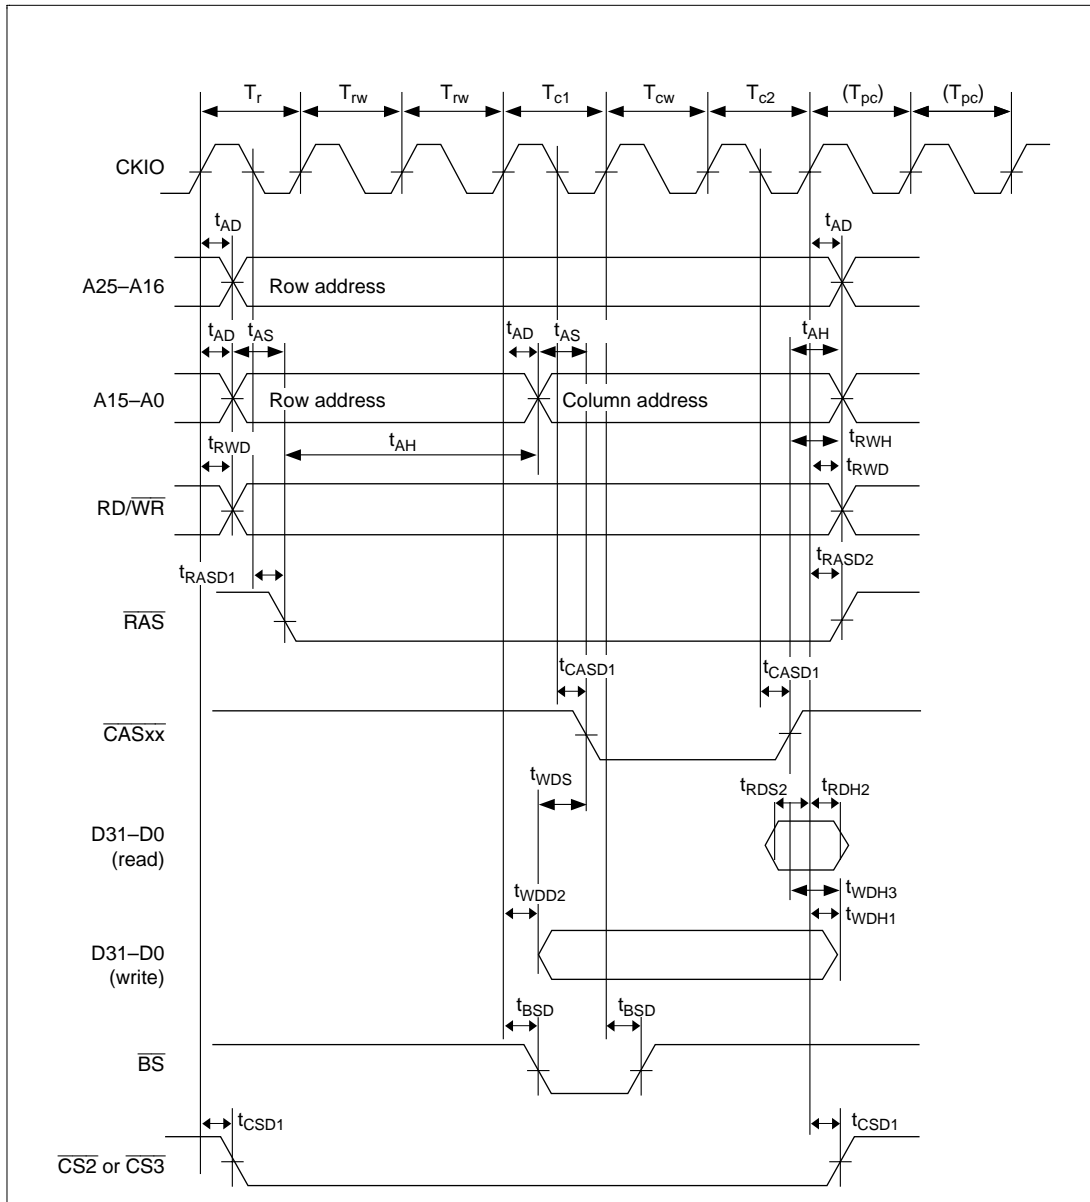 Tr Trw Trw Tc1 Tcw Tc2 (Tpc) (Tpc)
CKIO
tAD tAD
A25–A16 Row address
tAD tAS tAD tAS tAH
A15–A0 Row address Column address
tRWD tAH tRWH
tRWD
RD/WR
tRASD1 tRASD2
RAS
tCASD1 tCASD1
CASxx
tWDS tRDS2 tRDH2
D31–D0
(read)
tWDD2 tWDH3
tWDH1
D31–D0
(write)
tBSD tBSD
BS
tCSD1 tCSD1
CS2 or CS3